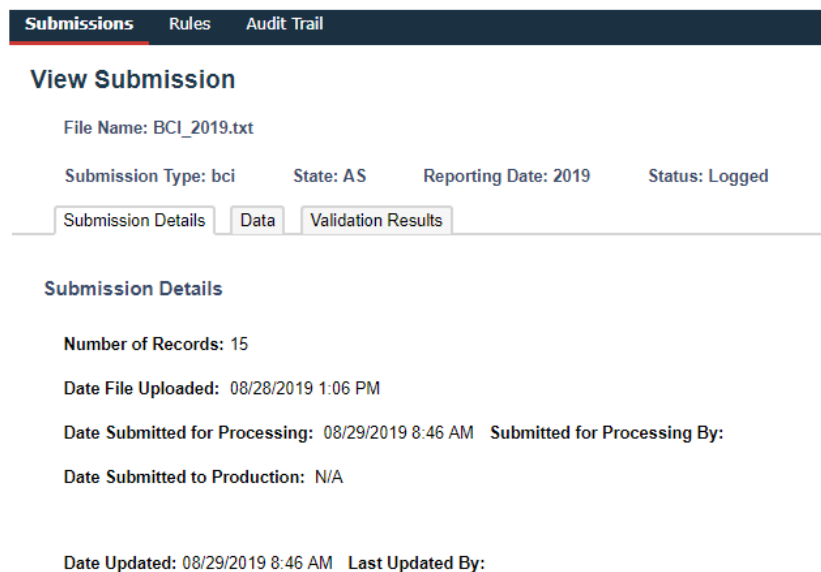 Submissions Rules Audit Trail
View Submission
File Name: BCI_2019.txt
Submission Type: bci State: AS Reporting Date: 2019 Status: Logged
Submission Details Data Validation Results
Submission Details
Number of Records: 15
Date File Uploaded: 08/28/2019 1:06 PM
Date Submitted for Processing: 08/29/2019 8:46 AM Submitted for Processing By:
Date Submitted to Production: N/A
Date Updated: 08/29/2019 8:46 AM Last Updated By: